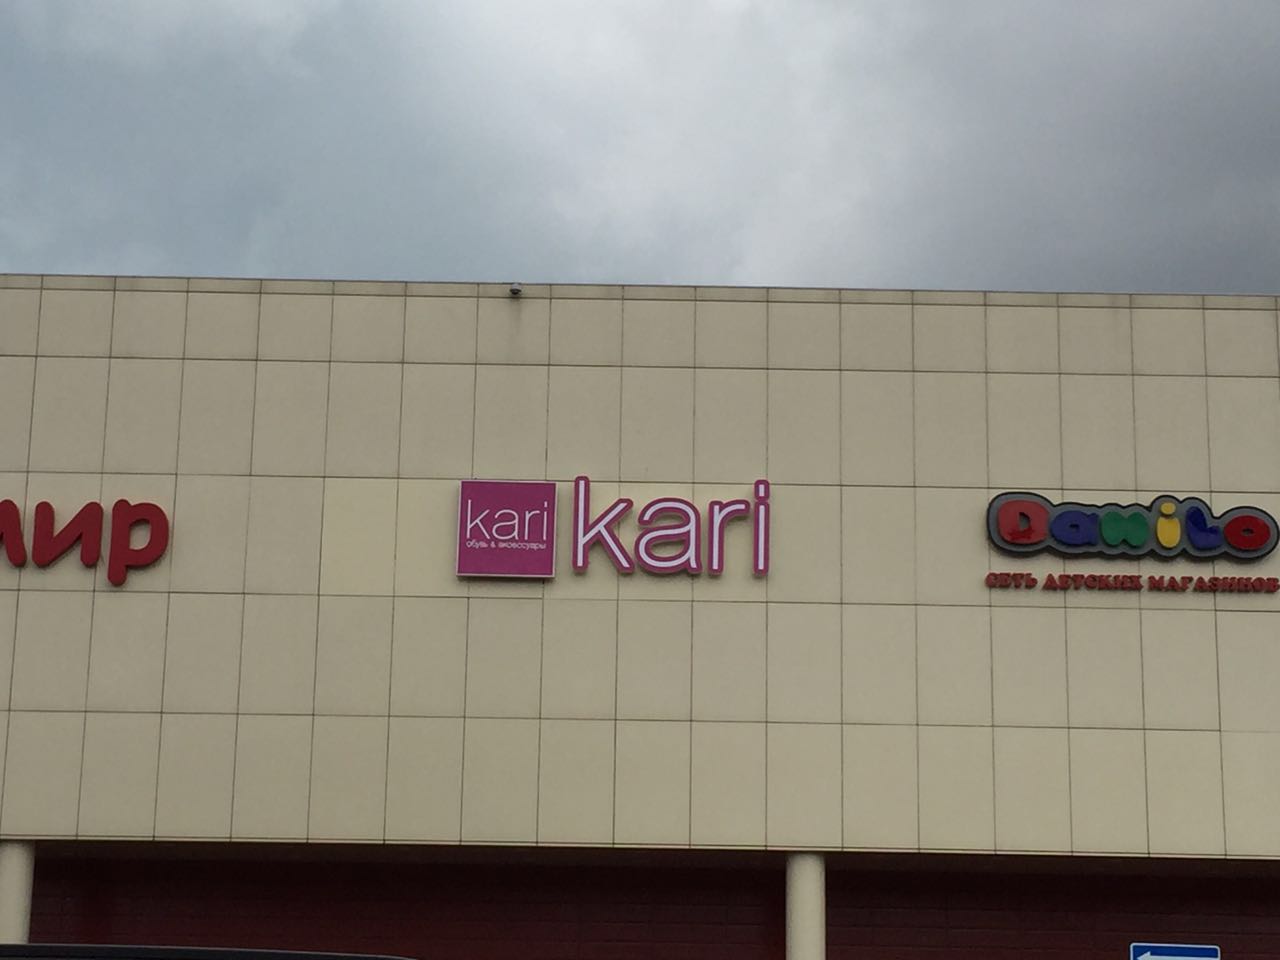 мир
kari
обувь & аксессуары
kari
Danilo
СЕТЬ ДЕТСКИХ МАГАЗИНОВ